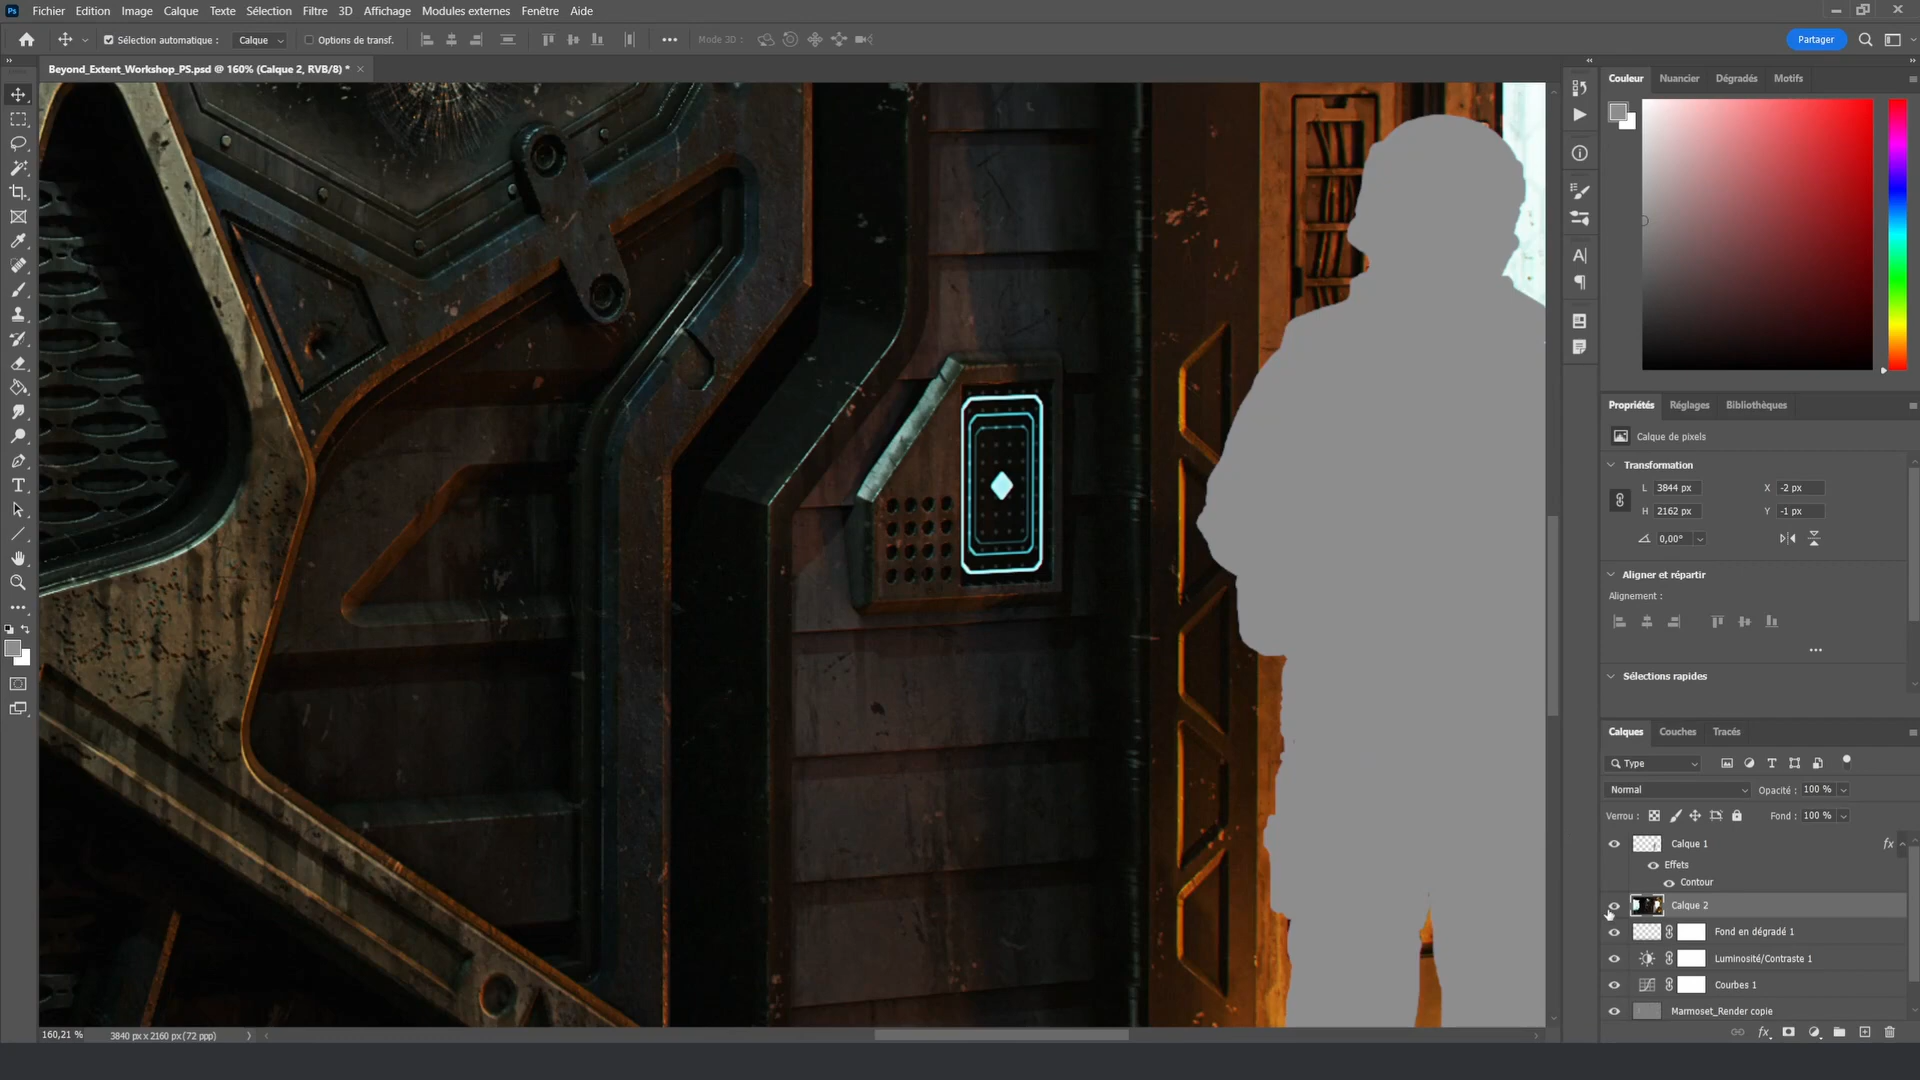 Ps Fichier Edition Image Calque Texte Sélection Filtre 3D Affichage Modules externes Fenêtre Aide
Sélection automatique : Calque Options de transf. Mode 3D : Partager
Beyond_Extent_Workshop_PS.psd @ 160% (Calque 2, RVB/8) *
Couleur Nuancier Dégradés Motifs
Propriétés Réglages Bibliothèques
Calque de pixels
Transformation
L 3844 px X -2 px
H 2162 px Y -1 px
0,00°
Aligner et répartir
Alignement :
Sélections rapides
Calques Couches Tracés
Type
Normal Opacité : 100 %
Verrou : Fond : 100 %
Calque 1 fx
Effets
Contour
Calque 2
Fond en dégradé 1
Luminosité/Contraste 1
Courbes 1
Marmoset_Render copie
160,21 % 3840 px x 2160 px (72 ppp)